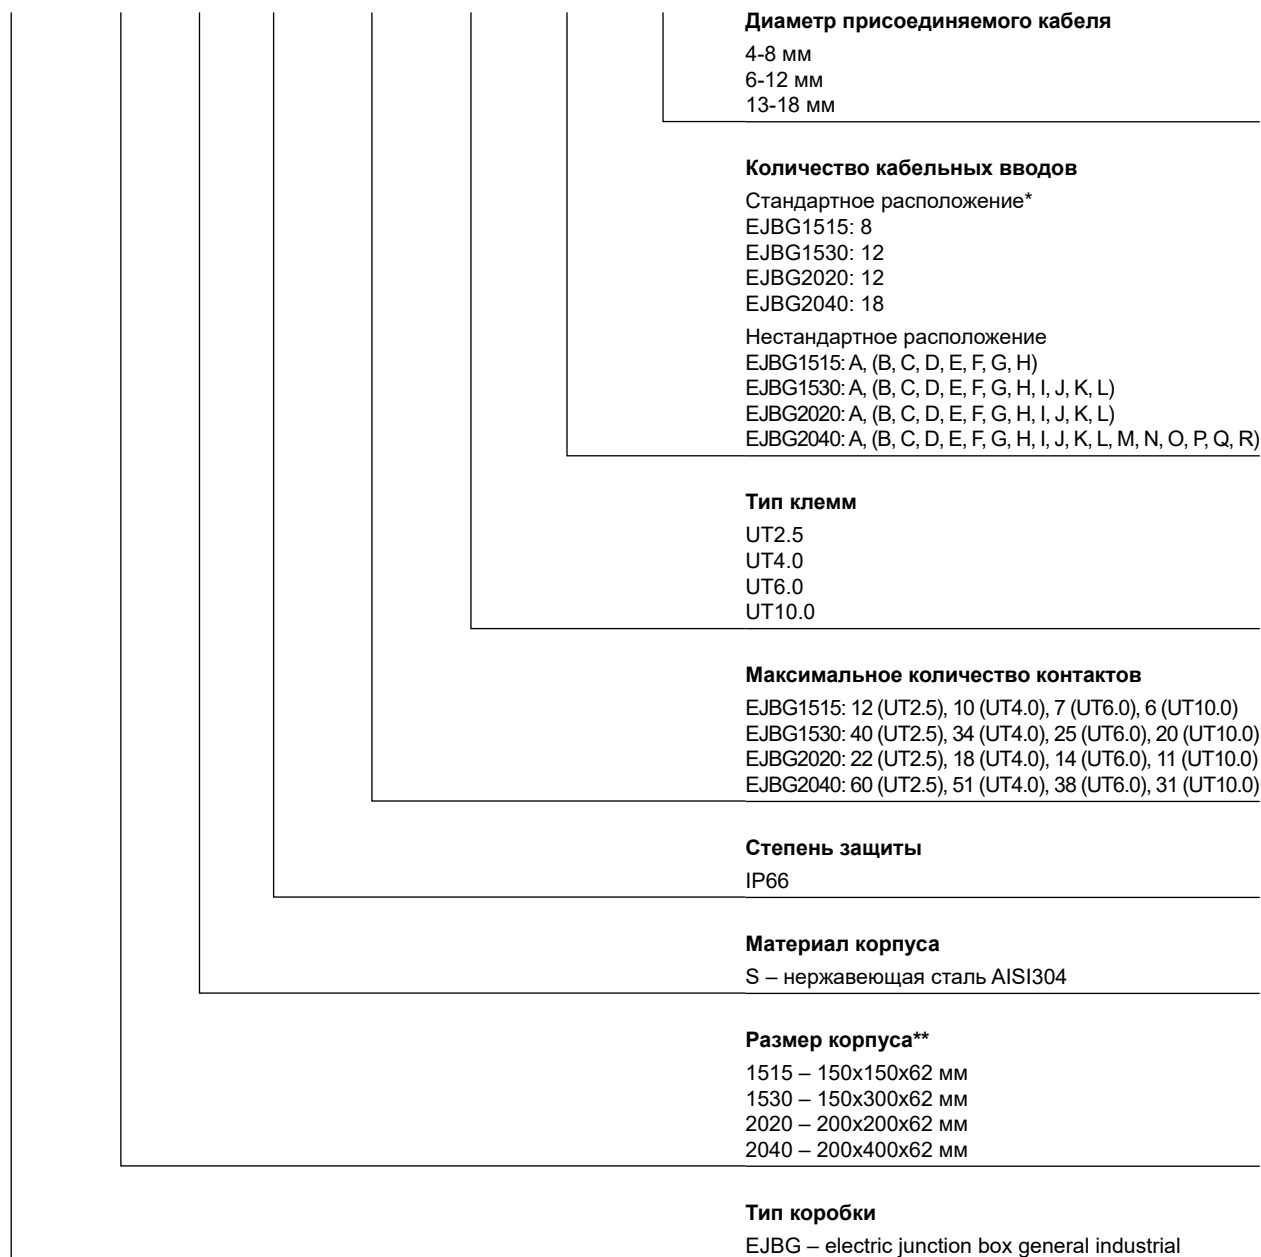 Диаметр присоединяемого кабеля
4-8 мм
6-12 мм
13-18 мм
Количество кабельных вводов
Стандартное расположение*
EJBG1515: 8
EJBG1530: 12
EJBG2020: 12
EJBG2040: 18
Нестандартное расположение
EJBG1515: A, (B, C, D, E, F, G, H)
EJBG1530: A, (B, C, D, E, F, G, H, I, J, K, L)
EJBG2020: A, (B, C, D, E, F, G, H, I, J, K, L)
EJBG2040: A, (B, C, D, E, F, G, H, I, J, K, L, M, N, O, P, Q, R)
Тип клемм
UT2.5
UT4.0
UT6.0
UT10.0
Максимальное количество контактов
EJBG1515: 12 (UT2.5), 10 (UT4.0), 7 (UT6.0), 6 (UT10.0)
EJBG1530: 40 (UT2.5), 34 (UT4.0), 25 (UT6.0), 20 (UT10.0)
EJBG2020: 22 (UT2.5), 18 (UT4.0), 14 (UT6.0), 11 (UT10.0)
EJBG2040: 60 (UT2.5), 51 (UT4.0), 38 (UT6.0), 31 (UT10.0)
Степень защиты
IP66
Материал корпуса
S – нержавеющая сталь AISI304
Размер корпуса**
1515 – 150x150x62 мм
1530 – 150x300x62 мм
2020 – 200x200x62 мм
2040 – 200x400x62 мм
Тип коробки
EJBG – electric junction box general industrial